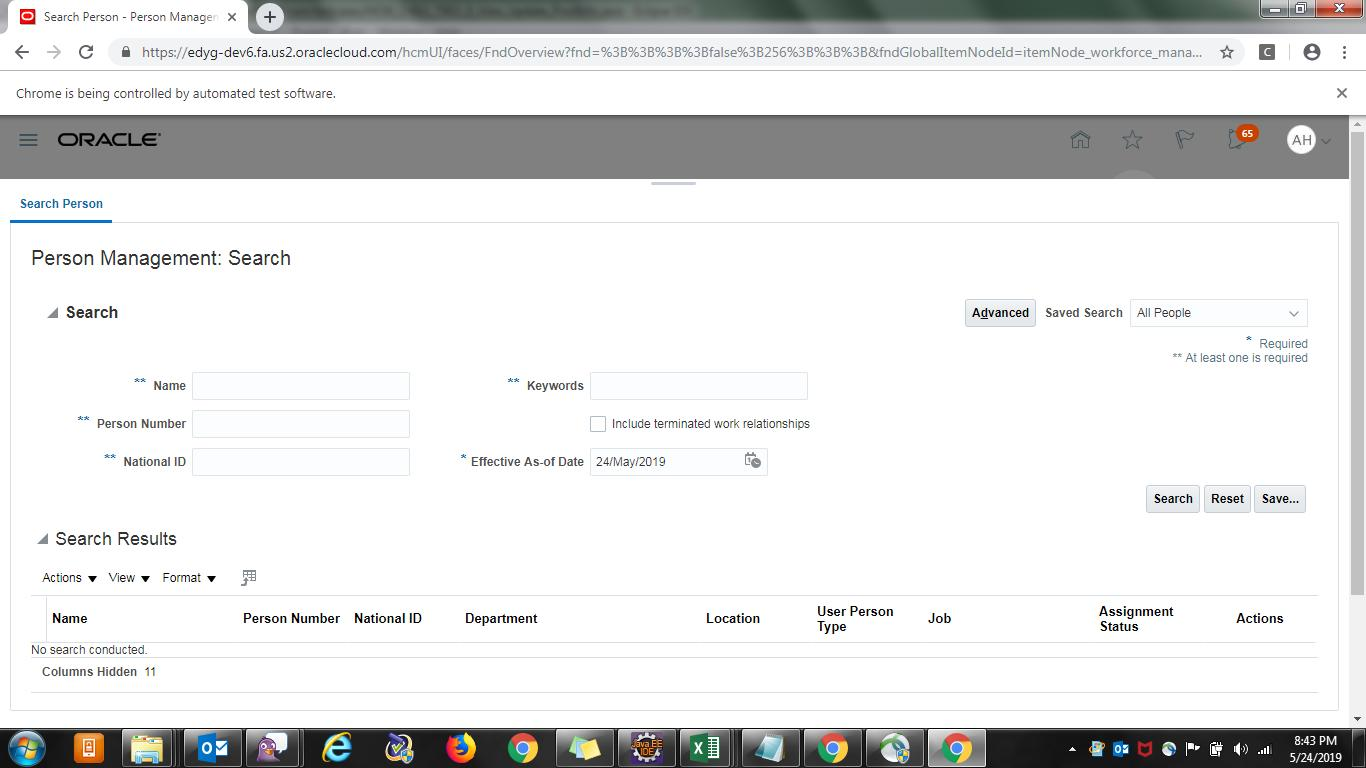 Search Person - Person Managen
https://edyg-dev6.fa.us2.oraclecloud.com/hcmUI/faces/FndOverview?fnd=%3B%3B%3B%3Bfalse%3B256%3B%3B%3B&fndGlobalItemNodeId=itemNode_workforce_mana...
C
Chrome is being controlled by automated test software.
ORACLE
65
AH
Search Person
Person Management: Search
Search
Advanced Saved Search All People
* Required
** At least one is required
** Name ** Keywords
** Person Number Include terminated work relationships
** National ID * Effective As-of Date 24/May/2019
Search Reset Save...
Search Results
Actions View Format
Name Person Number National ID Department Location User Person Type Job Assignment Status Actions
No search conducted.
Columns Hidden 11
Java EE
IDE
8:43 PM
5/24/2019